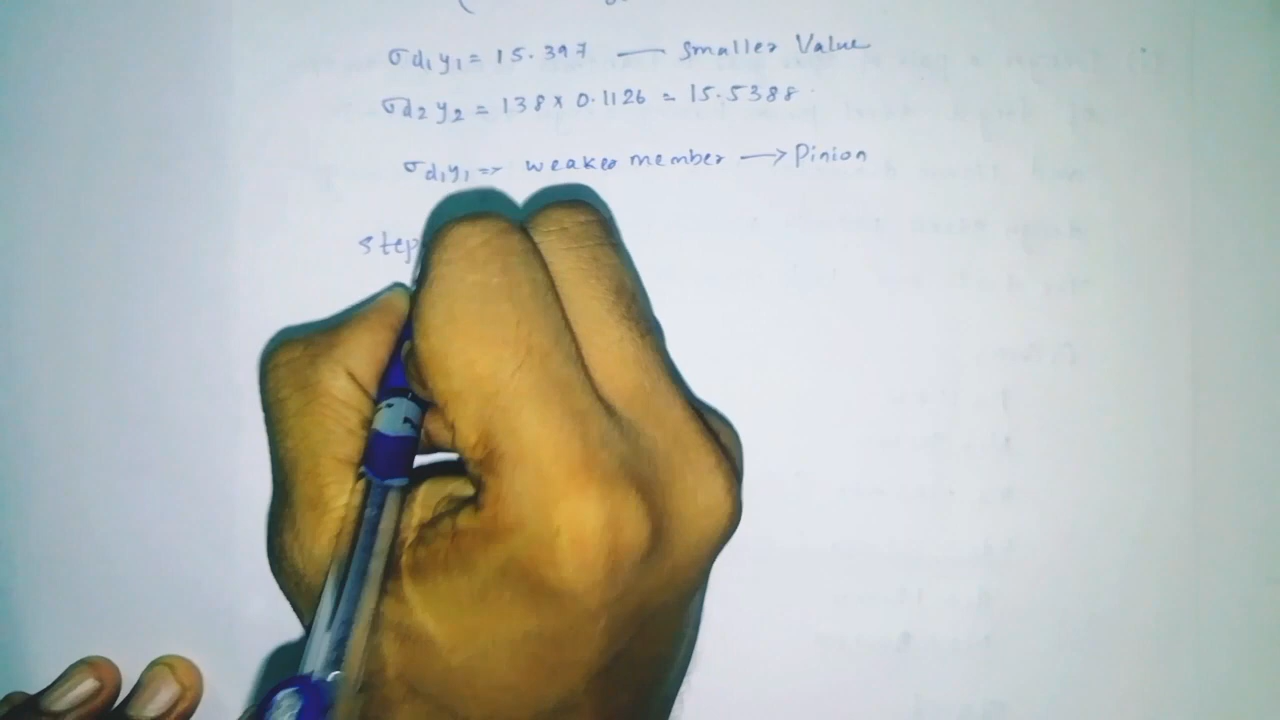 σd₁y₁ = 15.397 — Smaller Value
σd₂y₂ = 138 × 0.1126 = 15.5388
σd₁y₁ => weaker member → Pinion
step